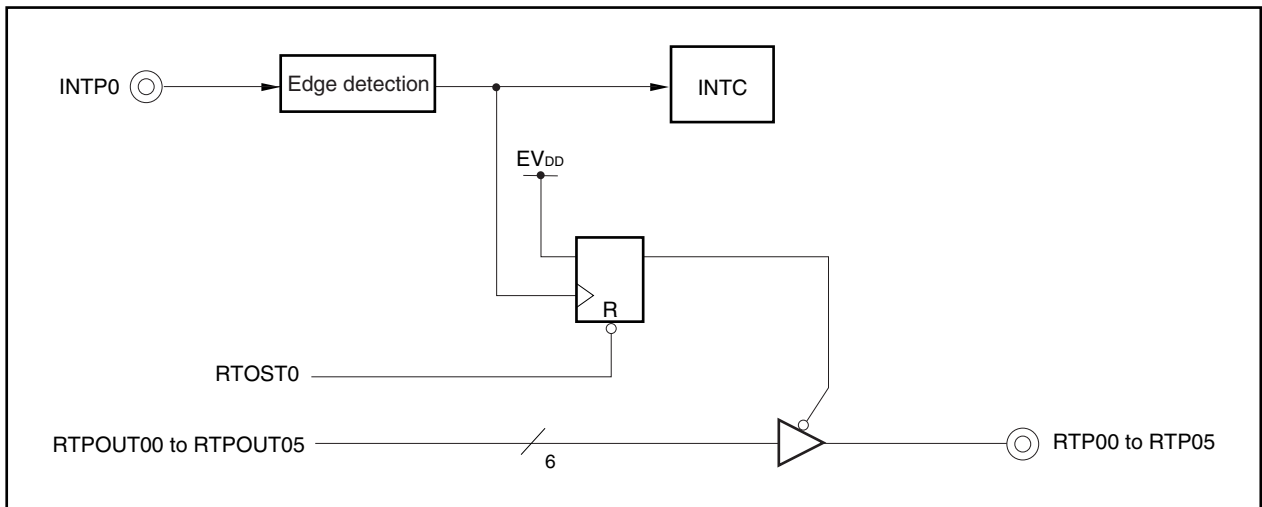 INTP0
Edge detection
INTC
EVDD
R
RTOST0
RTPOUT00 to RTPOUT05
6
RTP00 to RTP05